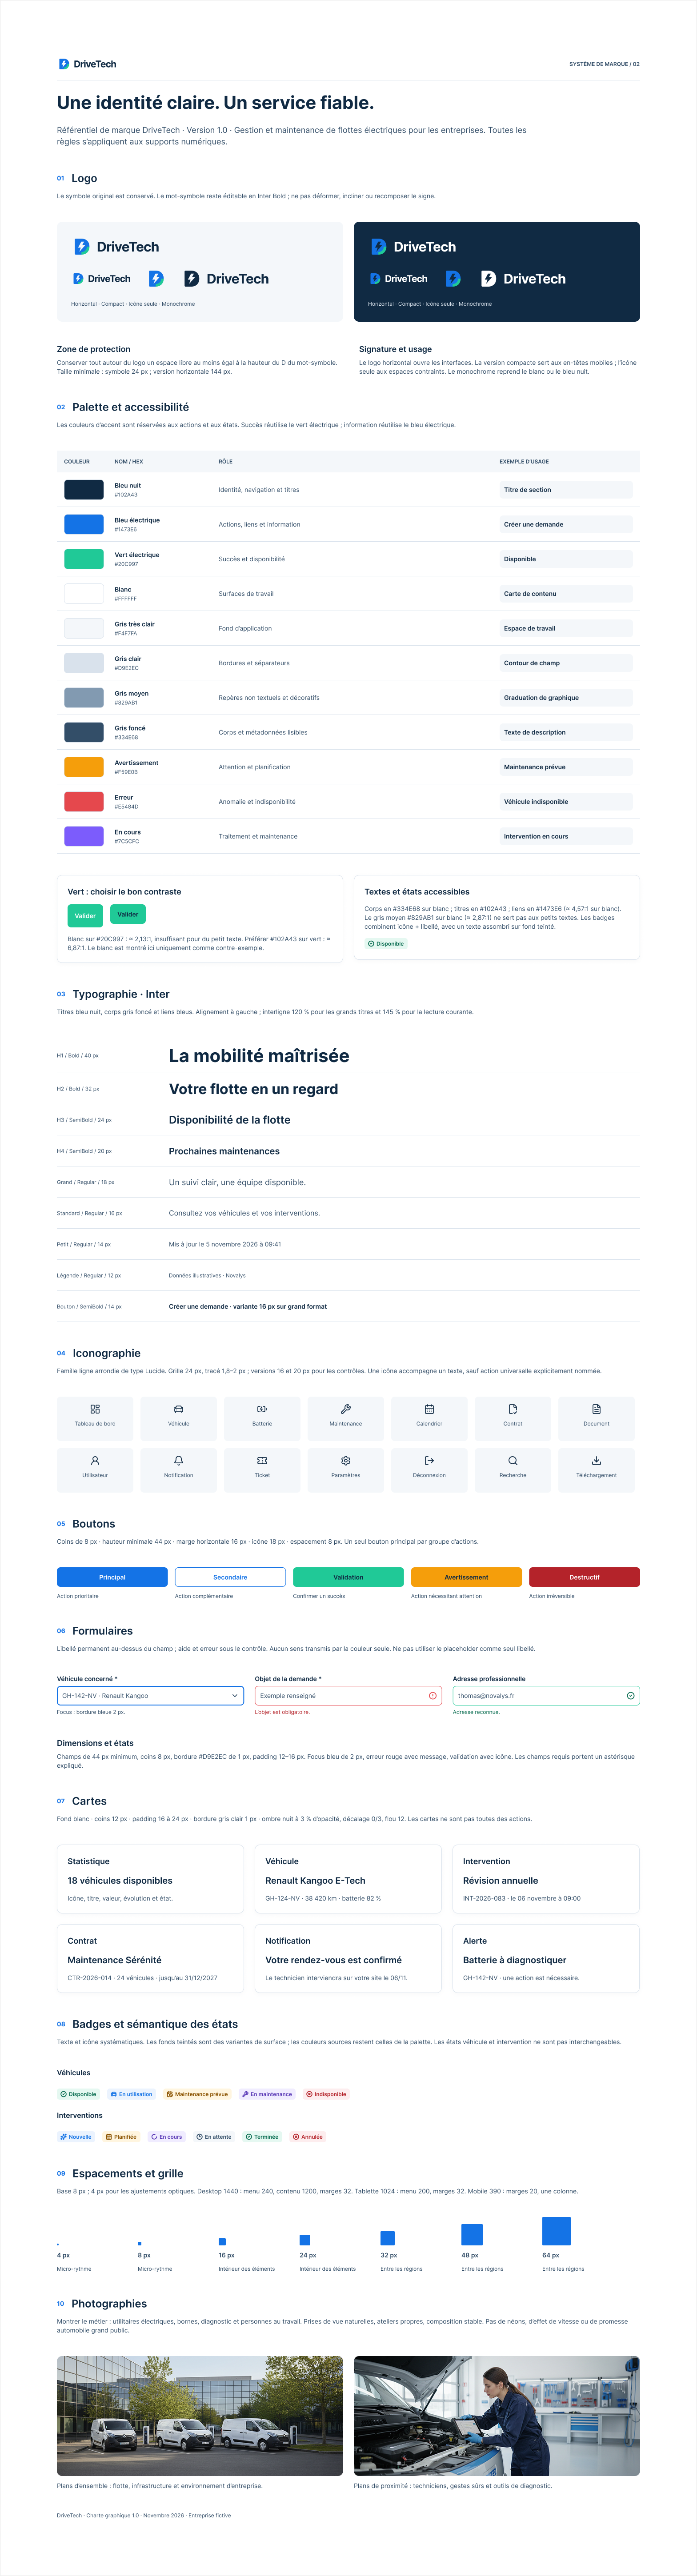 DriveTech
SYSTÈME DE MARQUE / 02
Une identité claire. Un service fiable.
Référentiel de marque DriveTech · Version 1.0 · Gestion et maintenance de flottes électriques pour les entreprises. Toutes les
règles s'appliquent aux supports numériques.
01 Logo
Le symbole original est conservé. Le mot-symbole reste éditable en Inter Bold ; ne pas déformer, incliner ou recomposer le signe.
DriveTech
DriveTech
DriveTech
Horizontal · Compact · Icône seule · Monochrome
DriveTech
DriveTech
DriveTech
Horizontal · Compact · Icône seule · Monochrome
Zone de protection
Conserver tout autour du logo un espace libre au moins égal à la hauteur du D du mot-symbole.
Taille minimale : symbole 24 px ; version horizontale 144 px.
Signature et usage
Le logo horizontal ouvre les interfaces. La version compacte sert aux en-têtes mobiles ; l'icône
seule aux espaces contraints. Le monochrome reprend le blanc ou le bleu nuit.
02 Palette et accessibilité
Les couleurs d'accent sont réservées aux actions et aux états. Succès réutilise le vert électrique ; information réutilise le bleu électrique.
COULEUR NOM / HEX RÔLE EXEMPLE D'USAGE
Bleu nuit
#102A43
Identité, navigation et titres
Titre de section
Bleu électrique
#1473E6
Actions, liens et information
Créer une demande
Vert électrique
#20C997
Succès et disponibilité
Disponible
Blanc
#FFFFFF
Surfaces de travail
Carte de contenu
Gris très clair
#F4F7FA
Fond d'application
Espace de travail
Gris clair
#D9E2EC
Bordures et séparateurs
Contour de champ
Gris moyen
#829AB1
Repères non textuels et décoratifs
Graduation de graphique
Gris foncé
#334E68
Corps et métadonnées lisibles
Texte de description
Avertissement
#F59E0B
Attention et planification
Maintenance prévue
Erreur
#E5484D
Anomalie et indisponibilité
Véhicule indisponible
En cours
#7C5CFC
Traitement et maintenance
Intervention en cours
Vert : choisir le bon contraste
Valider Valider
Blanc sur #20C997 : ≈ 2,13:1, insuffisant pour du petit texte. Préférer #102A43 sur vert : ≈
6,87:1. Le blanc est montré ici uniquement comme contre-exemple.
Textes et états accessibles
Corps en #334E68 sur blanc ; titres en #102A43 ; liens en #1473E6 (≈ 4,57:1 sur blanc).
Le gris moyen #829AB1 sur blanc (≈ 2,87:1) ne sert pas aux petits textes. Les badges
combinent icône + libellé, avec un texte assombri sur fond teinté.
Disponible
03 Typographie · Inter
Titres bleu nuit, corps gris foncé et liens bleus. Alignement à gauche ; interligne 120 % pour les grands titres et 145 % pour la lecture courante.
H1 / Bold / 40 px La mobilité maîtrisée
H2 / Bold / 32 px Votre flotte en un regard
H3 / SemiBold / 24 px Disponibilité de la flotte
H4 / SemiBold / 20 px Prochaines maintenances
Grand / Regular / 18 px Un suivi clair, une équipe disponible.
Standard / Regular / 16 px Consultez vos véhicules et vos interventions.
Petit / Regular / 14 px Mis à jour le 5 novembre 2026 à 09:41
Légende / Regular / 12 px Données illustratives · Novalys
Bouton / SemiBold / 14 px Créer une demande · variante 16 px sur grand format
04 Iconographie
Famille ligne arrondie de type Lucide. Grille 24 px, tracé 1,8–2 px ; versions 16 et 20 px pour les contrôles. Une icône accompagne un texte, sauf action universelle explicitement nommée.
Tableau de bord Véhicule Batterie Maintenance Calendrier Contrat Document
Utilisateur Notification Ticket Paramètres Déconnexion Recherche Téléchargement
05 Boutons
Coins de 8 px · hauteur minimale 44 px · marge horizontale 16 px · icône 18 px · espacement 8 px. Un seul bouton principal par groupe d'actions.
Principal Secondaire Validation Avertissement Destructif
Action prioritaire Action complémentaire Confirmer un succès Action nécessitant attention Action irréversible
06 Formulaires
Libellé permanent au-dessus du champ ; aide et erreur sous le contrôle. Aucun sens transmis par la couleur seule. Ne pas utiliser le placeholder comme seul libellé.
Véhicule concerné * Objet de la demande * Adresse professionnelle
GH-142-NV · Renault Kangoo Exemple renseigné thomas@novalys.fr
Focus : bordure bleue 2 px. L'objet est obligatoire. Adresse reconnue.
Dimensions et états
Champs de 44 px minimum, coins 8 px, bordure #D9E2EC de 1 px, padding 12–16 px. Focus bleu de 2 px, erreur rouge avec message, validation avec icône. Les champs requis portent un astérisque
expliqué.
07 Cartes
Fond blanc · coins 12 px · padding 16 à 24 px · bordure gris clair 1 px · ombre nuit à 3 % d'opacité, décalage 0/3, flou 12. Les cartes ne sont pas toutes des actions.
Statistique
18 véhicules disponibles
Icône, titre, valeur, évolution et état.
Véhicule
Renault Kangoo E-Tech
GH-124-NV · 38 420 km · batterie 82 %
Intervention
Révision annuelle
INT-2026-083 · le 06 novembre à 09:00
Contrat
Maintenance Sérénité
CTR-2026-014 · 24 véhicules · jusqu'au 31/12/2027
Notification
Votre rendez-vous est confirmé
Le technicien interviendra sur votre site le 06/11.
Alerte
Batterie à diagnostiquer
GH-142-NV · une action est nécessaire.
08 Badges et sémantique des états
Texte et icône systématiques. Les fonds teintés sont des variantes de surface ; les couleurs sources restent celles de la palette. Les états véhicule et intervention ne sont pas interchangeables.
Véhicules
Disponible En utilisation Maintenance prévue En maintenance Indisponible
Interventions
Nouvelle Planifiée En cours En attente Terminée Annulée
09 Espacements et grille
Base 8 px ; 4 px pour les ajustements optiques. Desktop 1440 : menu 240, contenu 1200, marges 32. Tablette 1024 : menu 200, marges 32. Mobile 390 : marges 20, une colonne.
4 px 8 px 16 px 24 px 32 px 48 px 64 px
Micro-rythme Micro-rythme Intérieur des éléments Intérieur des éléments Entre les régions Entre les régions Entre les régions
10 Photographies
Montrer le métier : utilitaires électriques, bornes, diagnostic et personnes au travail. Prises de vue naturelles, ateliers propres, composition stable. Pas de néons, d'effet de vitesse ou de promesse
automobile grand public.
Plans d'ensemble : flotte, infrastructure et environnement d'entreprise.
Plans de proximité : techniciens, gestes sûrs et outils de diagnostic.
DriveTech · Charte graphique 1.0 · Novembre 2026 · Entreprise fictive